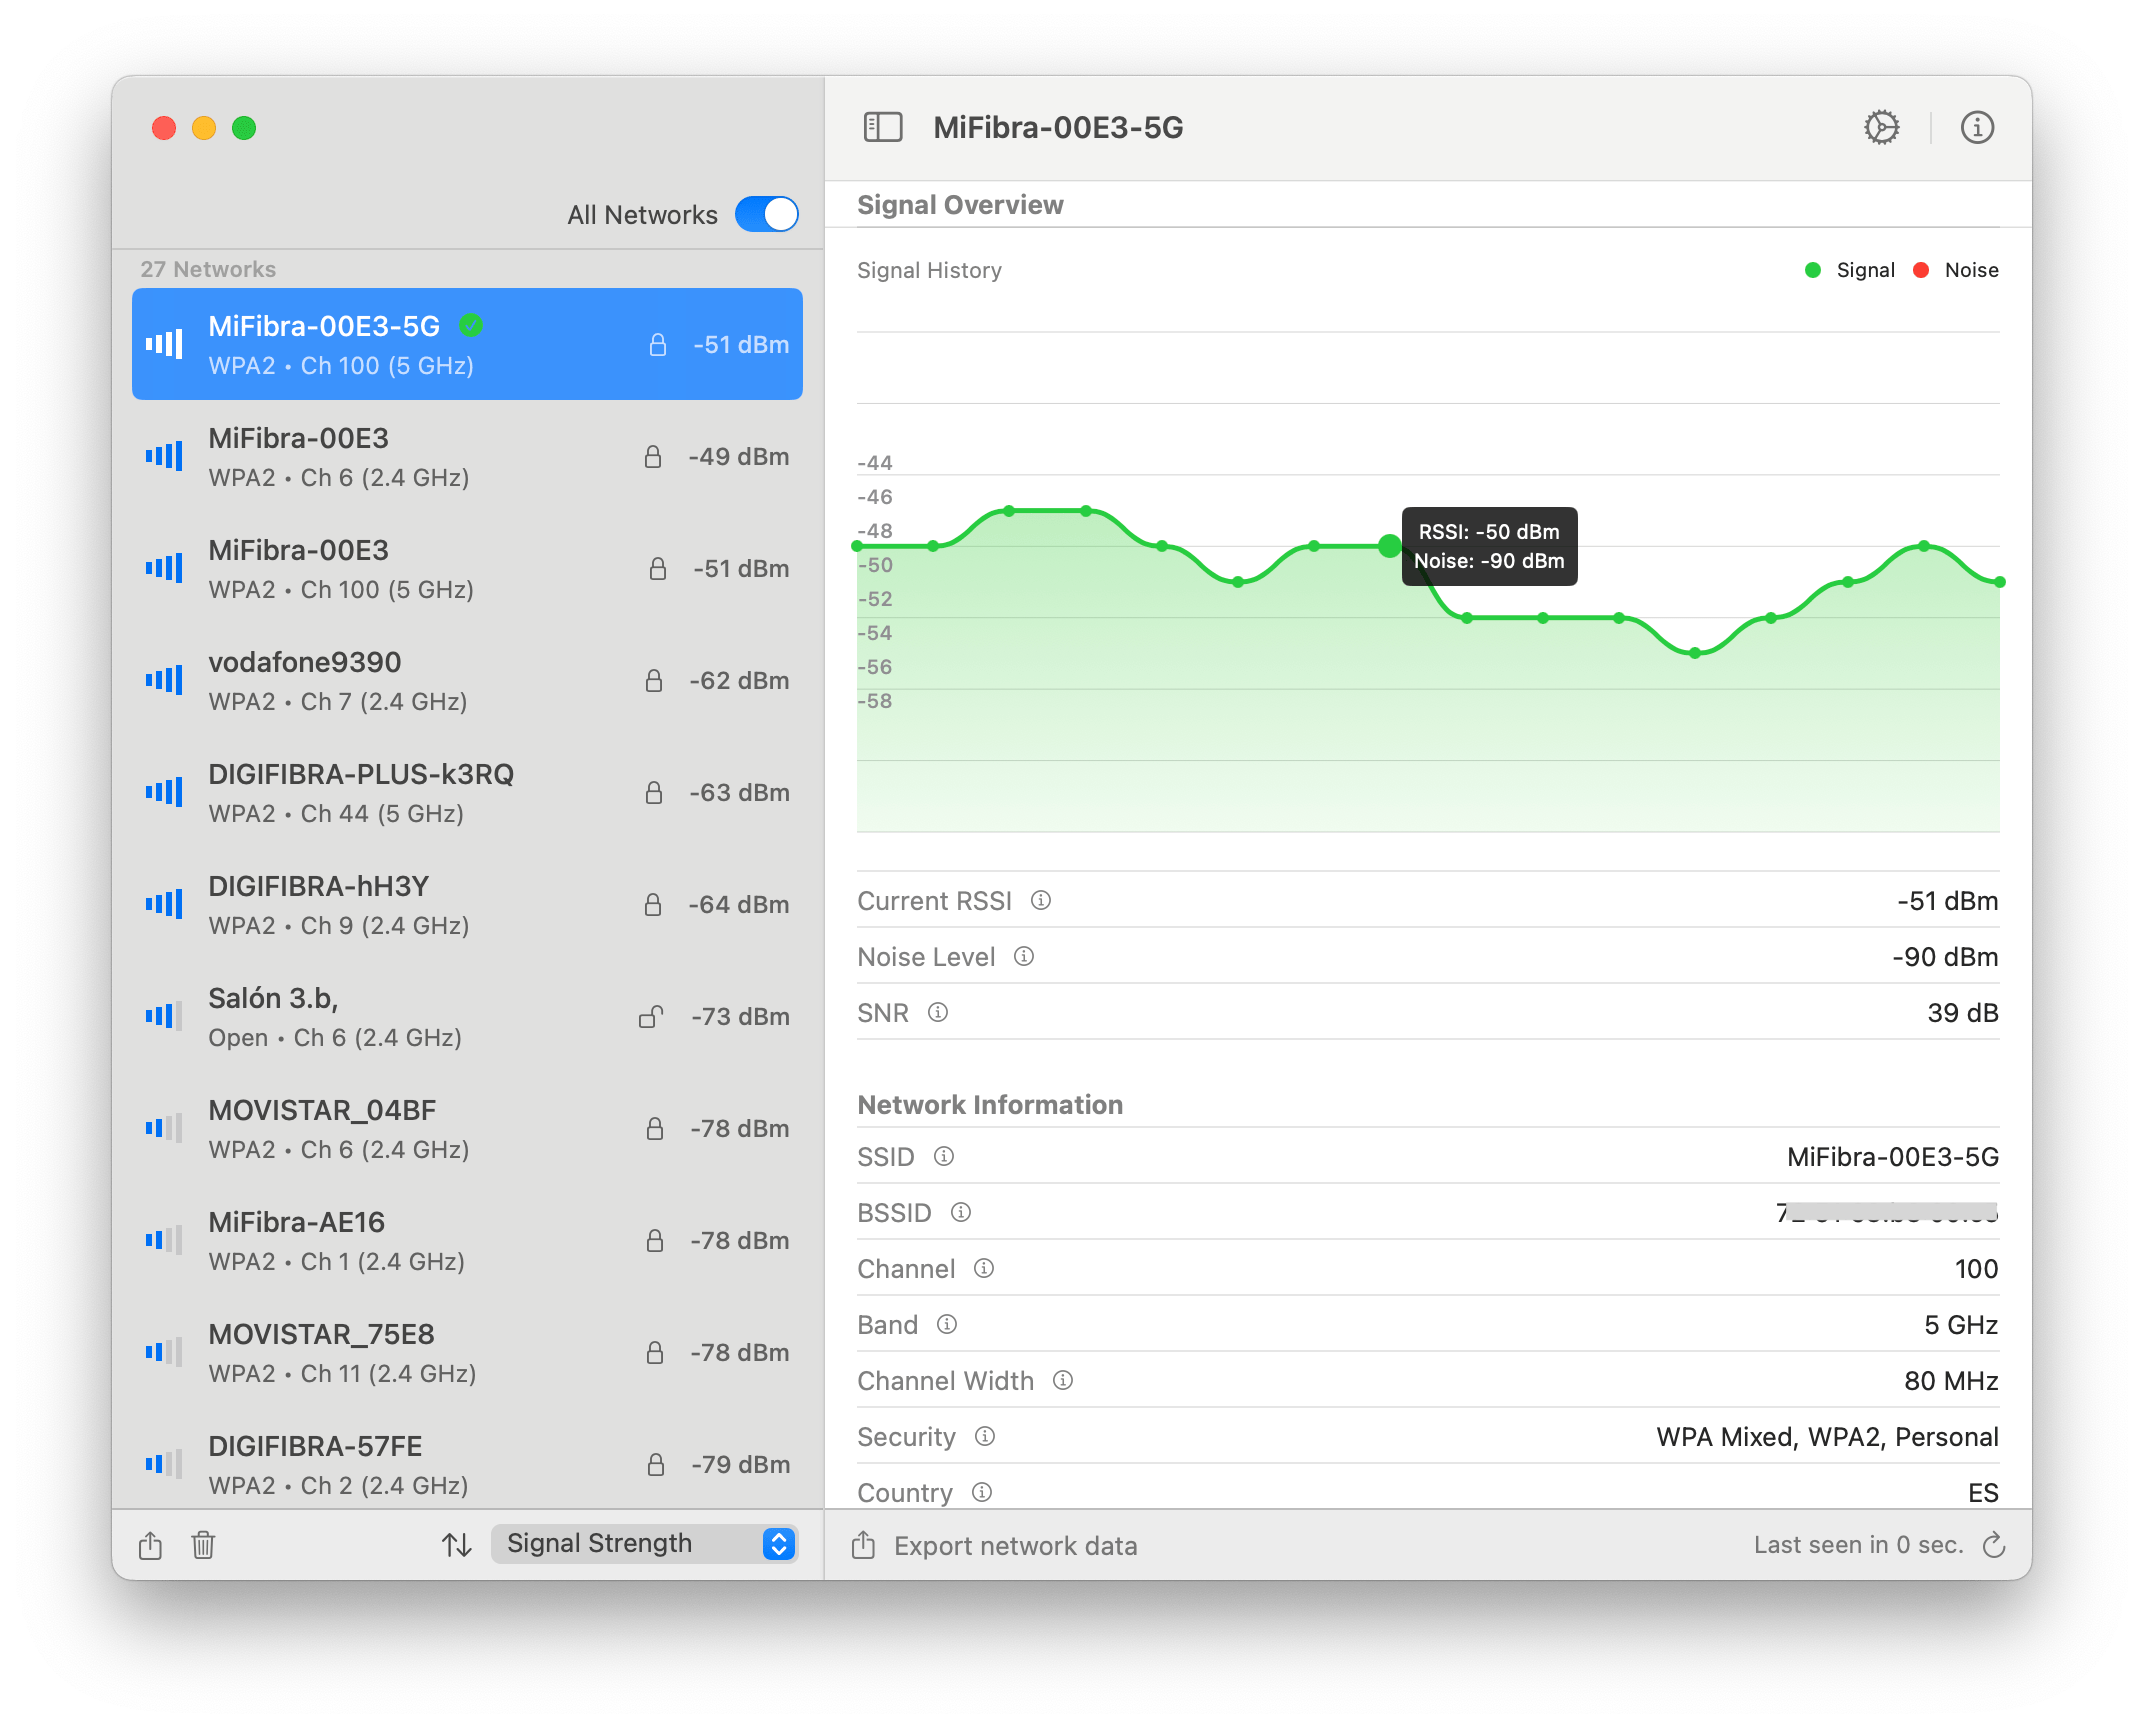 All Networks
27 Networks
MiFibra-00E3-5G
WPA2 • Ch 100 (5 GHz)
-51 dBm
MiFibra-00E3
WPA2 • Ch 6 (2.4 GHz)
-49 dBm
MiFibra-00E3
WPA2 • Ch 100 (5 GHz)
-51 dBm
vodafone9390
WPA2 • Ch 7 (2.4 GHz)
-62 dBm
DIGIFIBRA-PLUS-k3RQ
WPA2 • Ch 44 (5 GHz)
-63 dBm
DIGIFIBRA-hH3Y
WPA2 • Ch 9 (2.4 GHz)
-64 dBm
Salón 3.b,
Open • Ch 6 (2.4 GHz)
-73 dBm
MOVISTAR_04BF
WPA2 • Ch 6 (2.4 GHz)
-78 dBm
MiFibra-AE16
WPA2 • Ch 1 (2.4 GHz)
-78 dBm
MOVISTAR_75E8
WPA2 • Ch 11 (2.4 GHz)
-78 dBm
DIGIFIBRA-57FE
WPA2 • Ch 2 (2.4 GHz)
-79 dBm
Signal Strength
MiFibra-00E3-5G
Signal Overview
Signal History
Signal
Noise
-44
-46
-48
-50
-52
-54
-56
-58
RSSI: -50 dBm
Noise: -90 dBm
Current RSSI -51 dBm
Noise Level -90 dBm
SNR 39 dB
Network Information
SSID MiFibra-00E3-5G
BSSID
Channel 100
Band 5 GHz
Channel Width 80 MHz
Security WPA Mixed, WPA2, Personal
Country ES
Export network data
Last seen in 0 sec.